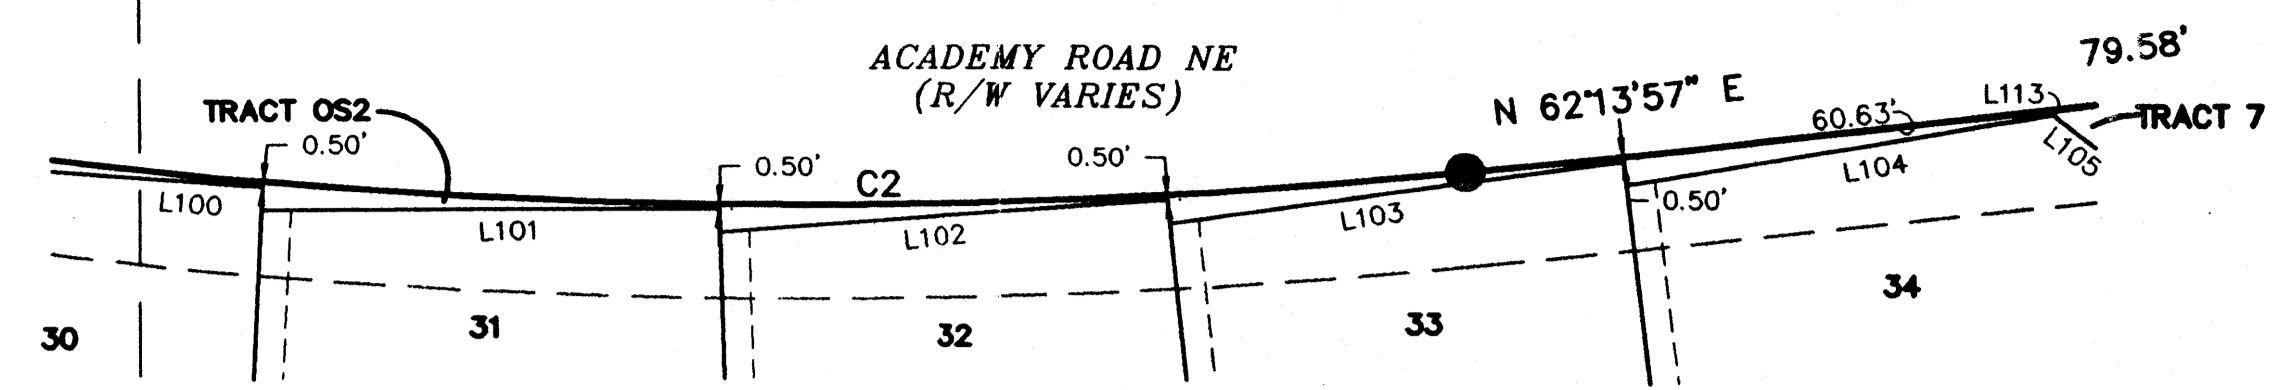 ACADEMY ROAD NE
(R/W VARIES)
79.58'
N 62°13'57" E
TRACT OS2
L113
60.63'
TRACT 7
0.50'
0.50'
0.50'
C2
L105
L104
L100
0.50'
L103
L101
L102
34
33
31
32
30